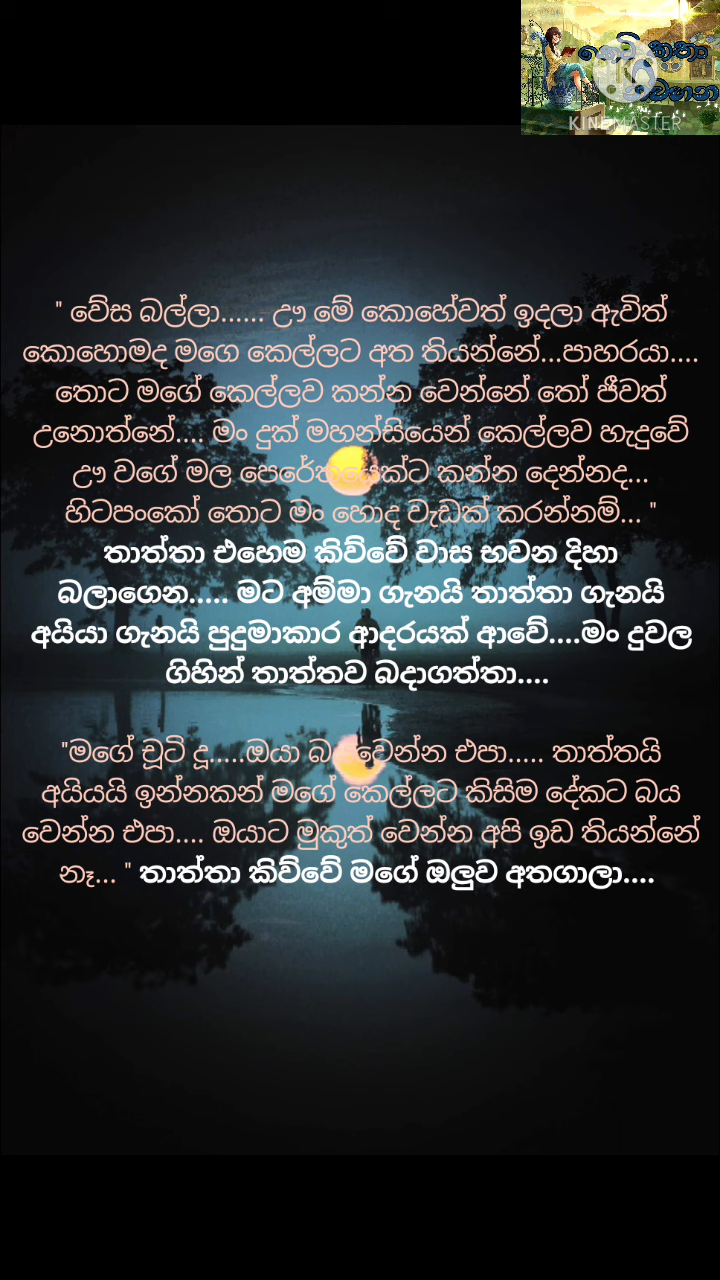 කෙටි කතා
KINEMASTER
" වේස බල්ලා...... ඌ මේ කොහේවත් ඉදලා ඇවිත්
කොහොමද මගෙ කෙල්ලට අත තියන්නේ...පාහරයා....
තොට මගේ කෙල්ලව කන්න වෙන්නේ තෝ ජීවත්
උනොත්නේ.... මං දුක් මහන්සියෙන් කෙල්ලව හැදුවේ
ඌ වගේ මල පෙරේතයෙක්ට කන්න දෙන්නද...
හිටපංකෝ තොට මං හොද වැඩක් කරන්නම්... "
තාත්තා එහෙම කිව්වේ වාස භවන දිහා
බලාගෙන..... මට අම්මා ගැනයි තාත්තා ගැනයි
අයියා ගැනයි පුදුමාකාර ආදරයක් ආවේ....මං දුවල
ගිහින් තාත්තව බදාගත්තා....
"මගේ චූටි දූ.....ඔයා බය වෙන්න එපා..... තාත්තයි
අයියයි ඉන්නකන් මගේ කෙල්ලට කිසිම දේකට බය
වෙන්න එපා.... ඔයාට මුකුත් වෙන්න අපි ඉඩ තියන්නේ
නෑ... " තාත්තා කිව්වේ මගේ ඔලුව අතගාලා....